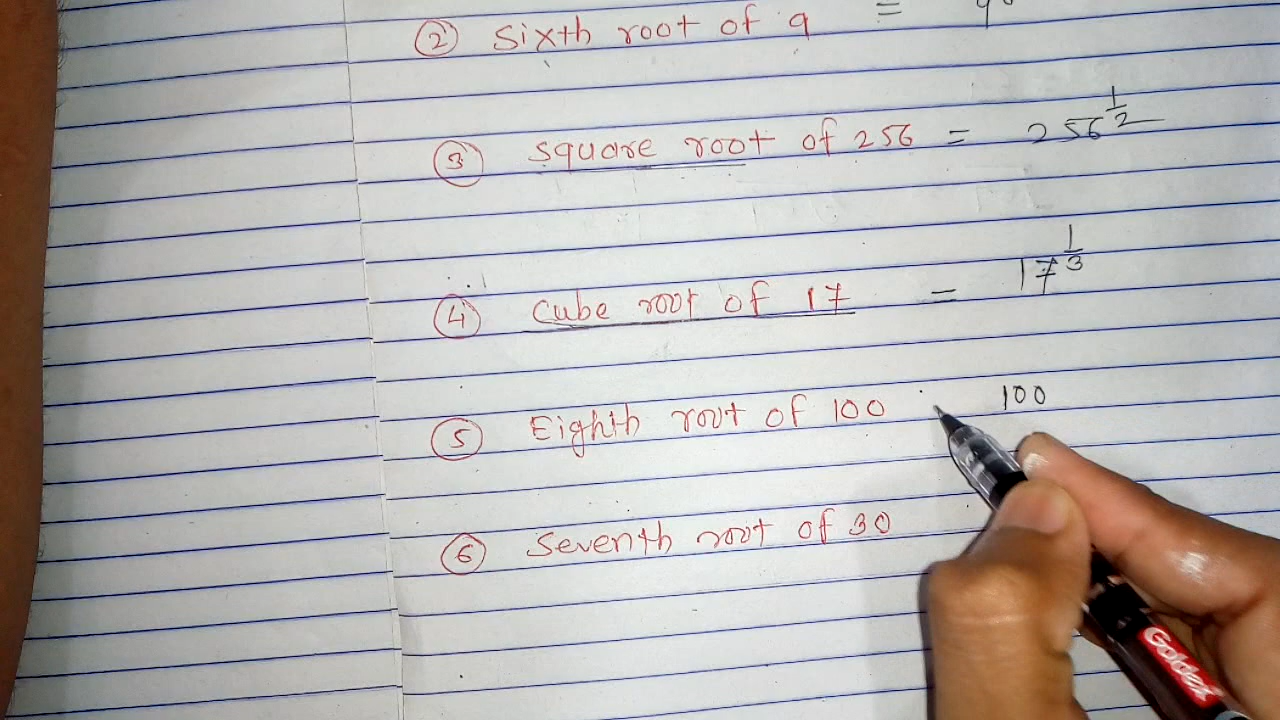 ② Sixth root of 9 = 9
③ Square root of 256 = 256^1/2
④ Cube root of 17 = 17^1/3
⑤ Eighth root of 100 100
⑥ Seventh root of 30
Goldex